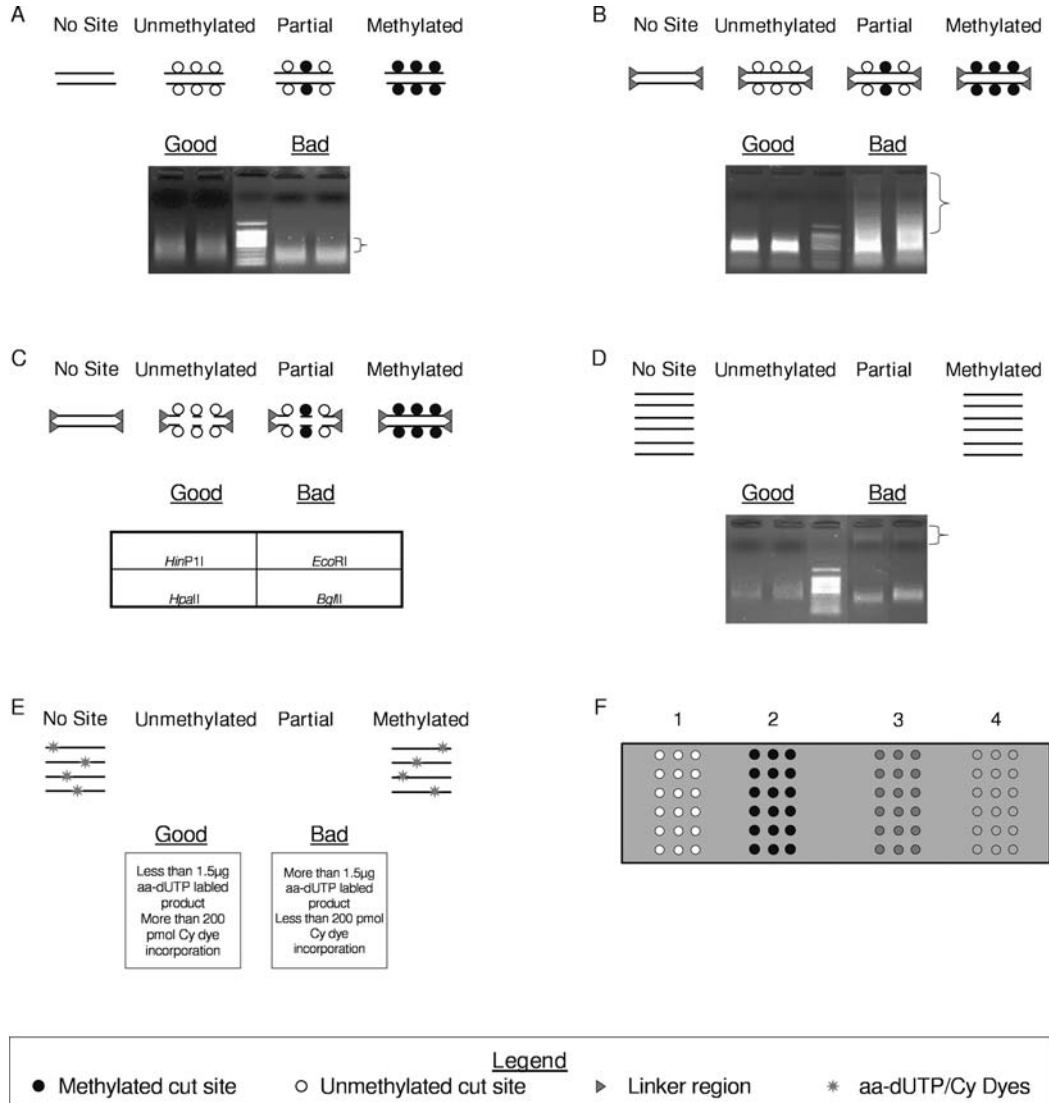 A
No Site Unmethylated Partial Methylated
Good Bad
B
No Site Unmethylated Partial Methylated
Good Bad
C
No Site Unmethylated Partial Methylated
Good Bad
HinP1I EcoRI
HpaII BglII
D
No Site Unmethylated Partial Methylated
Good Bad
E
No Site Unmethylated Partial Methylated
Good
Less than 1.5µg
aa-dUTP labled
product
More than 200
pmol Cy dye
incorporation
Bad
More than 1.5µg
aa-dUTP labled
product
Less than 200 pmol
Cy dye
incorporation
F
1 2 3 4
Legend
Methylated cut site Unmethylated cut site Linker region aa-dUTP/Cy Dyes